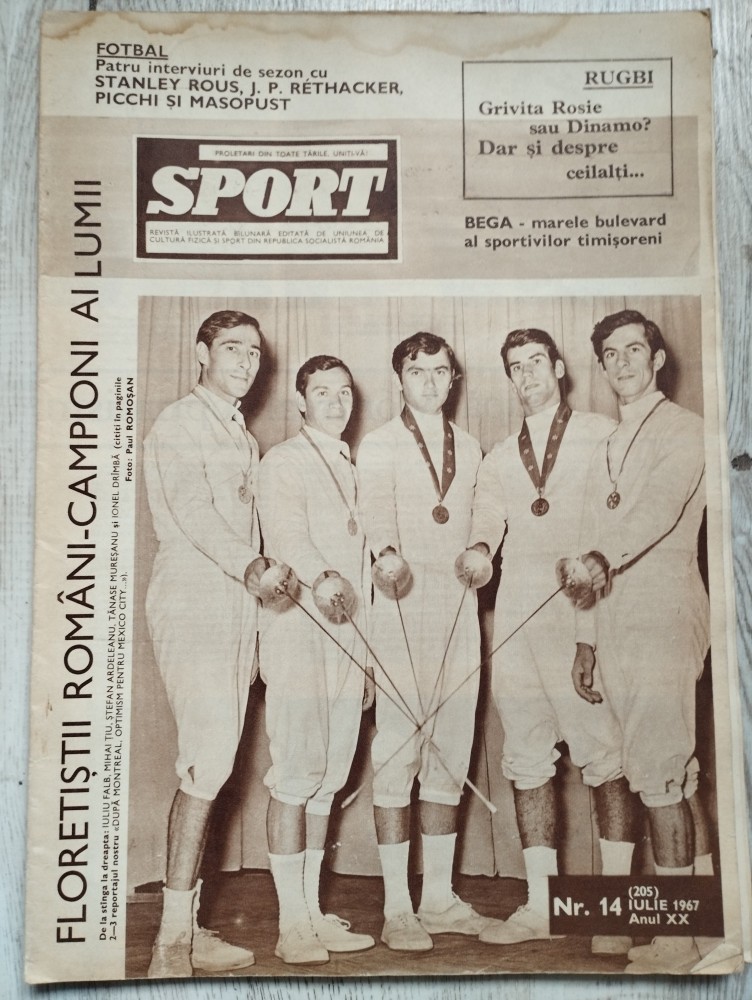 FOTBAL
Patru interviuri de sezon cu
STANLEY ROUS, J. P. RÉTHACKER,
PICCHI ȘI MASOPUST
RUGBI
Grivita Rosie
sau Dinamo?
Dar și despre
ceilalți...
PROLETARI DIN TOATE ȚĂRILE, UNIȚI-VĂ!
SPORT
REVISTĂ ILUSTRATĂ BILUNARĂ EDITATĂ DE UNIUNEA DE
CULTURĂ FIZICĂ ȘI SPORT DIN REPUBLICA SOCIALISTĂ ROMÂNIA
BEGA - marele bulevard
al sportivilor timișoreni
FLORETIȘTII ROMÂNI-CAMPIONI AI LUMII
De la stînga la dreapta: IULIU FALB, MIHAI ȚIU, ȘTEFAN ARDELEANU, TĂNASE MUREȘANU și IONEL DRÎMBĂ (citiți în paginile
2—3 reportajul nostru «DUPĂ MONTREAL, OPTIMISM PENTRU MEXICO CITY...»).
Foto: Paul ROMOȘAN
Nr. 14 (205)
IULIE 1967
Anul XX